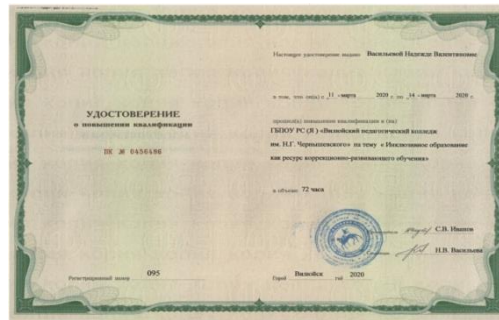 УДОСТОВЕРЕНИЕ
о повышении квалификации
ПК № 0456486
Регистрационный номер 095
Настоящее удостоверение выдано Васильевой Надежде Валентиновне
в том, что он(а) с 11 «марта 2020 г. по «14 «марта 2020 г.
прошел(а) повышение квалификации в (на)
ГБПОУ РС (Я ) «Вилюйский педагогический колледж
им. Н.Г. Чернышевского» по теме « Инклюзивное образование
как ресурс коррекционно-развивающего обучения»
в объеме 72 часа
С.В. Иванов
Секретарь Н.В. Васильева
Город Вилюйск год 2020